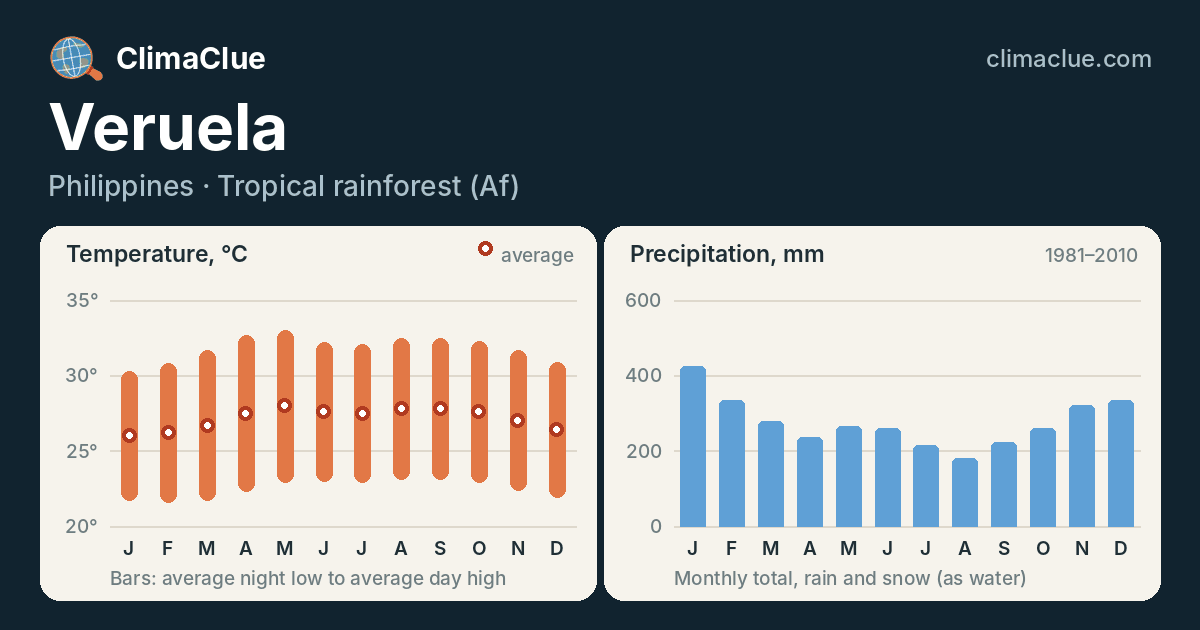 ClimaClue
climaclue.com
Veruela
Philippines · Tropical rainforest (Af)
Temperature, °C
average
35°
30°
25°
20°
J F M A M J J A S O N D
Bars: average night low to average day high
Precipitation, mm
1981–2010
600
400
200
0
J F M A M J J A S O N D
Monthly total, rain and snow (as water)